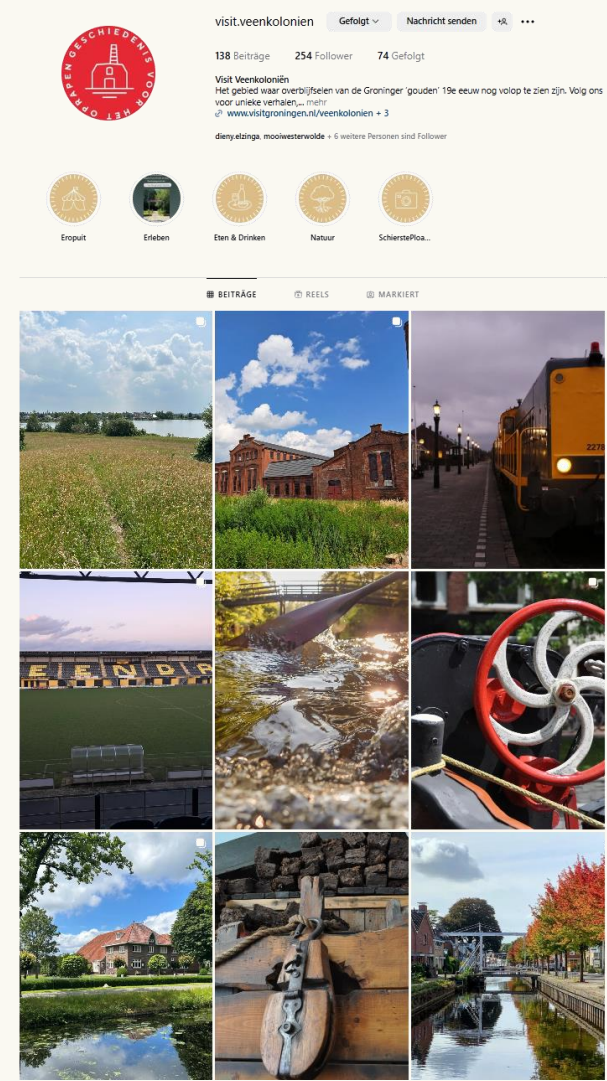 visit.veenkolonien Gefolgt Nachricht senden
138 Beiträge 254 Follower 74 Gefolgt
Visit Veenkoloniën
Het gebied waar overblijfselen van de Groninger 'gouden' 19e eeuw nog volop te zien zijn. Volg ons
voor unieke verhalen,... mehr
www.visitgroningen.nl/veenkolonien + 3
dieny.elzinga, mooiwesterwolde + 6 weitere Personen sind Follower
GESCHIEDENIS VOOR HET OPRAPEN
Eropuit Erleben Eten & Drinken Natuur SchierstePloa...
BEITRÄGE REELS MARKIERT
2278
EENDA